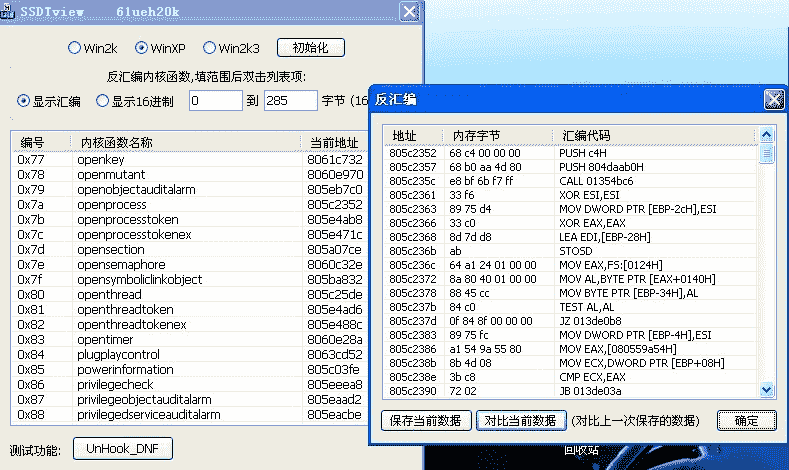 SSDTview 61ueh20k
Win2k WinXP Win2k3 初始化
反汇编内核函数,填范围后双击列表项:
显示汇编 显示16进制 0 到 285 字节 (16
编号 内核函数名称 当前地址
0x77 openkey 8061c732
0x78 openmutant 8060e970
0x79 openobjectauditalarm 805eb7c0
0x7a openprocess 805c2352
0x7b openprocesstoken 805e4ab8
0x7c openprocesstokenex 805e471c
0x7d opensection 805a07ce
0x7e opensemaphore 8060c32e
0x7f opensymboliclinkobject 805ba832
0x80 openthread 805c25de
0x81 openthreadtoken 805e4ad6
0x82 openthreadtokenex 805e488c
0x83 opentimer 8060e28a
0x84 plugplaycontrol 8063cd52
0x85 powerinformation 805c03fe
0x86 privilegecheck 805eeea8
0x87 privilegeobjectauditalarm 805eaad2
0x88 privilegedserviceauditalarm 805eacbe
测试功能: UnHook_DNF
反汇编
地址 内存字节 汇编代码
805c2352 68 c4 00 00 00 PUSH c4H
805c2357 68 b0 aa 4d 80 PUSH 804daab0H
805c235c e8 bf 6b f7 ff CALL 01354bc6
805c2361 33 f6 XOR ESI,ESI
805c2363 89 75 d4 MOV DWORD PTR [EBP-2cH],ESI
805c2366 33 c0 XOR EAX,EAX
805c2368 8d 7d d8 LEA EDI,[EBP-28H]
805c236b ab STOSD
805c236c 64 a1 24 01 00 00 MOV EAX,FS:[0124H]
805c2372 8a 80 40 01 00 00 MOV AL,BYTE PTR [EAX+0140H]
805c2378 88 45 cc MOV BYTE PTR [EBP-34H],AL
805c237b 84 c0 TEST AL,AL
805c237d 0f 84 8f 00 00 00 JZ 013de0b8
805c2383 89 75 fc MOV DWORD PTR [EBP-4H],ESI
805c2386 a1 54 9a 55 80 MOV EAX,[080559a54H]
805c238b 8b 4d 08 MOV ECX,DWORD PTR [EBP+08H]
805c238e 3b c8 CMP ECX,EAX
805c2390 72 02 JB 013de03a
保存当前数据 对比当前数据 (对比上一次保存的数据) 确定
回收站